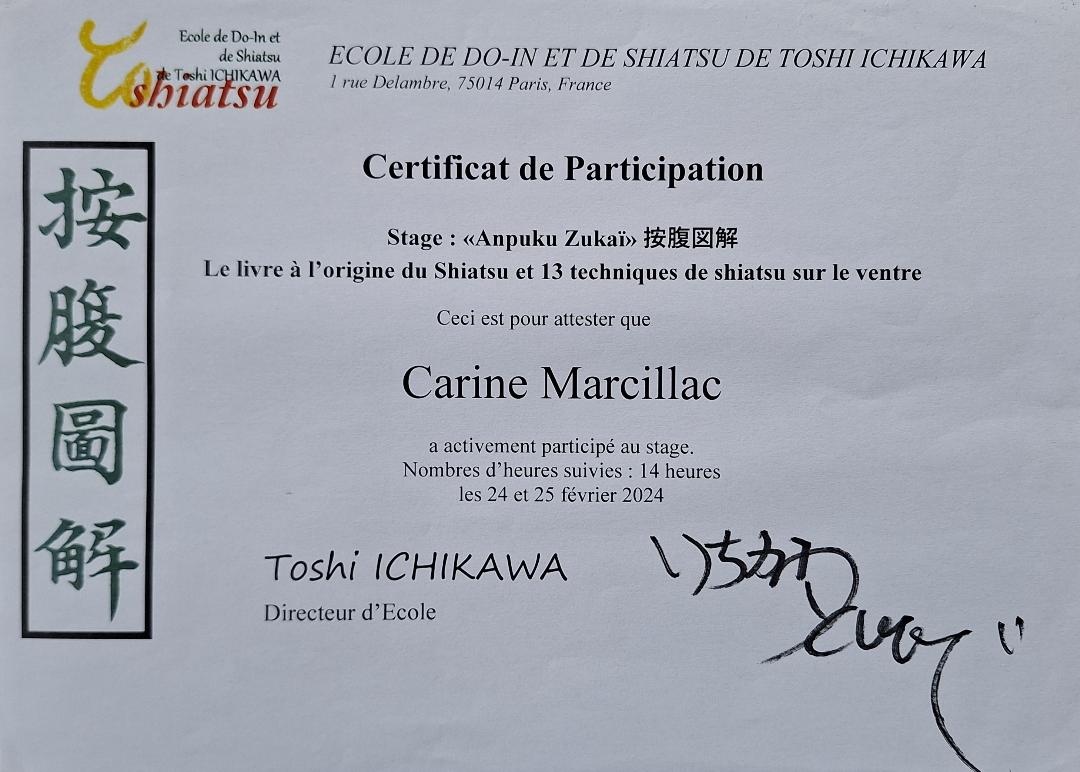 Ecole de Do-In et
de Shiatsu
de Toshi ICHIKAWA
shiatsu
ECOLE DE DO-IN ET DE SHIATSU DE TOSHI ICHIKAWA
1 rue Delambre, 75014 Paris, France
按腹圖解
Certificat de Participation
Stage : «Anpuku Zukaï» 按腹図解
Le livre à l’origine du Shiatsu et 13 techniques de shiatsu sur le ventre
Ceci est pour attester que
Carine Marcillac
a activement participé au stage.
Nombres d’heures suivies : 14 heures
les 24 et 25 février 2024
Toshi ICHIKAWA
Directeur d’Ecole
いちかわ